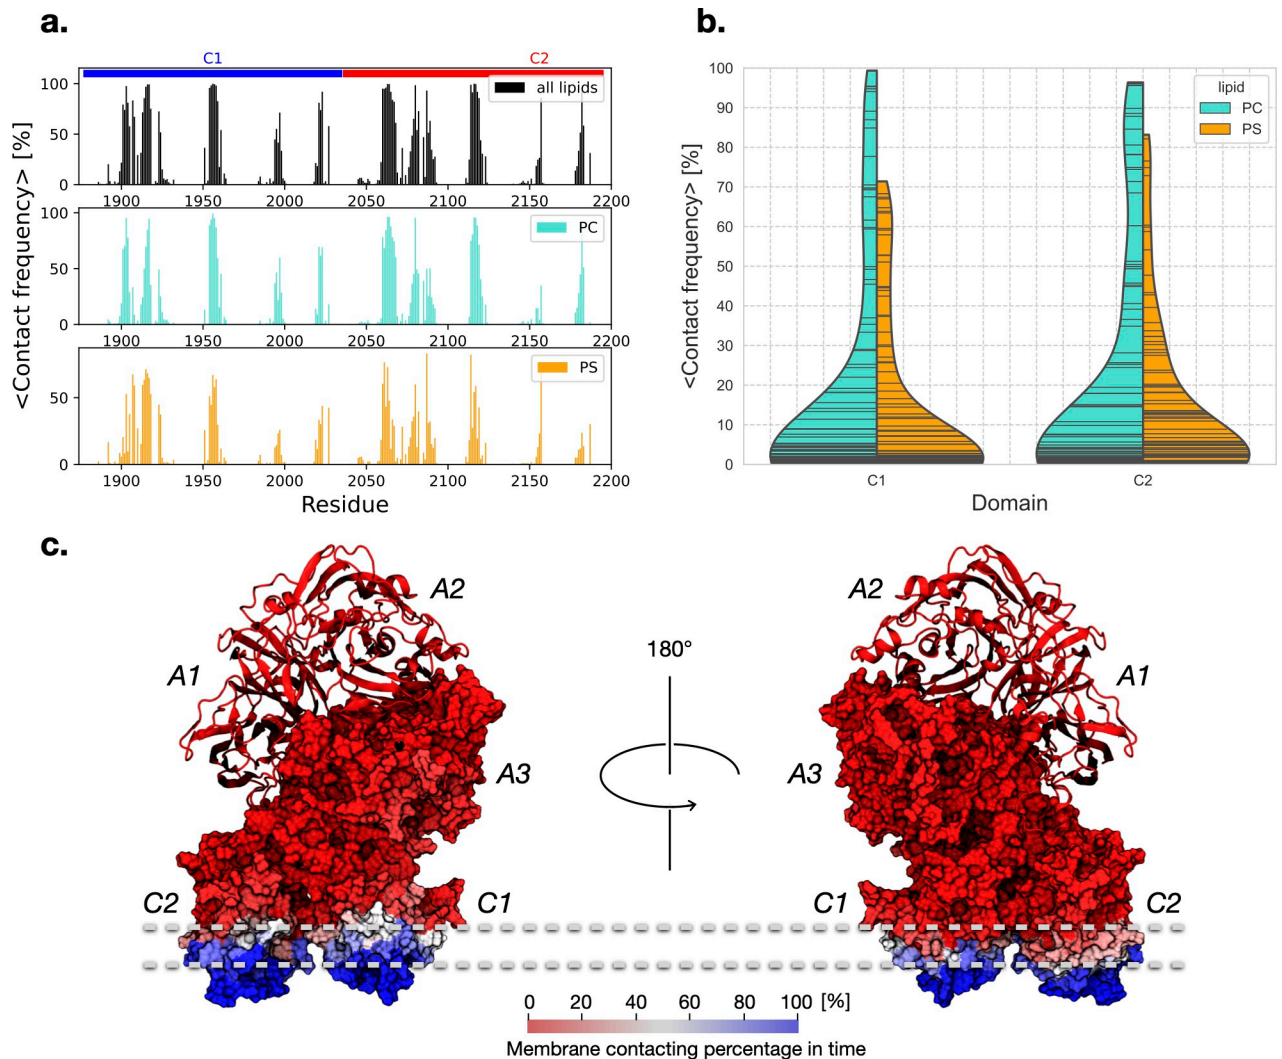 a.
C1 C2
100
50
0
all lipids
1900 1950 2000 2050 2100 2150 2200
100
50
0
PC
1900 1950 2000 2050 2100 2150 2200
50
0
PS
1900 1950 2000 2050 2100 2150 2200
<Contact frequency> [%]
Residue
b.
100
90
80
70
60
50
40
30
20
10
0
<Contact frequency> [%]
lipid
PC
PS
C1 C2
Domain
c.
A2
A1
A3
C2
C1
180°
A2
A1
A3
C1
C2
0 20 40 60 80 100 [%]
Membrane contacting percentage in time